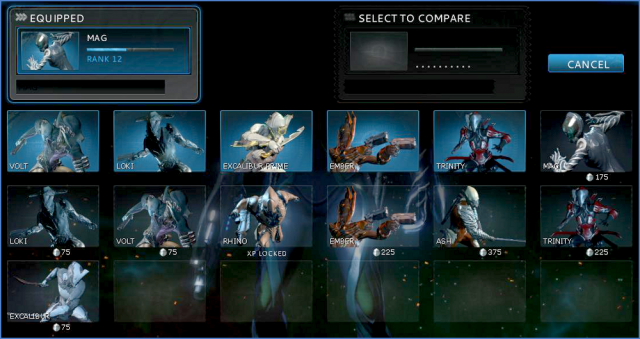 EQUIPPED
MAG
RANK 12
SELECT TO COMPARE
CANCEL
VOLT
LOKI
EXCALIBUR PRIME
EMBER
TRINITY
MAG
175
LOKI
VOLT
RHINO
EMBER
ASH
TRINITY
75
75
XP LOCKED
225
375
225
EXCALIBUR
75